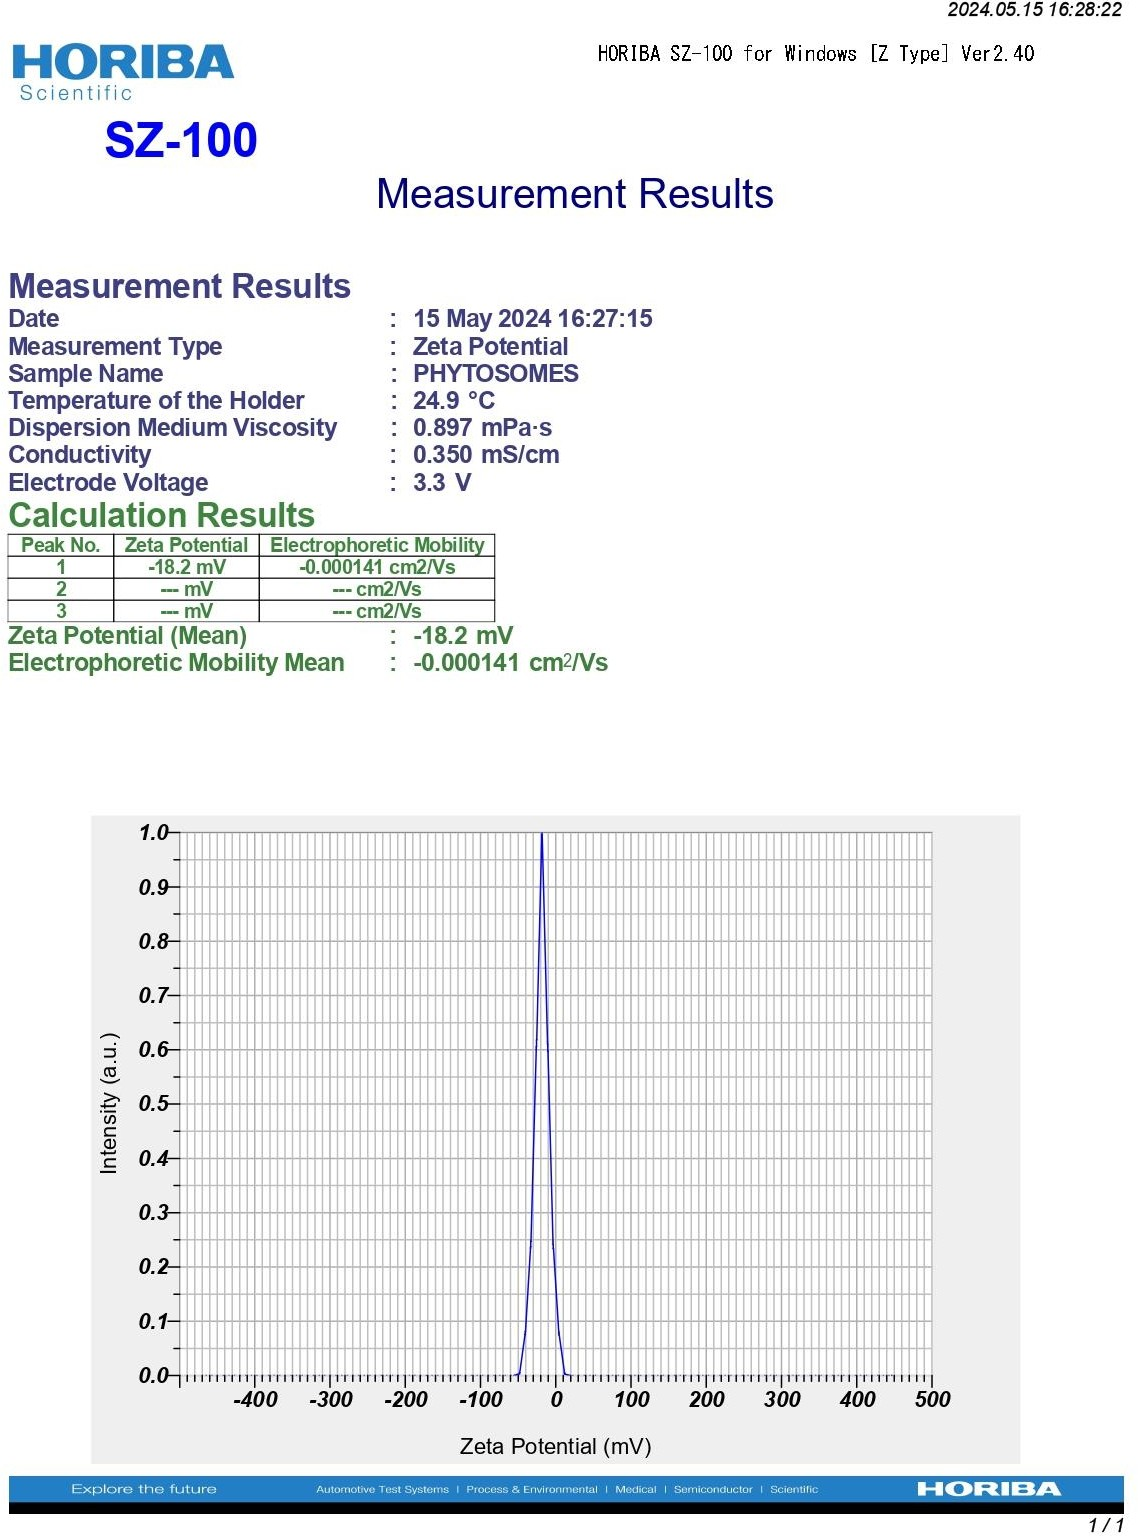 2024.05.15 16:28:22
HORIBA
Scientific
HORIBA SZ-100 for Windows [Z Type] Ver2.40
SZ-100
Measurement Results
Measurement Results
Date : 15 May 2024 16:27:15
Measurement Type : Zeta Potential
Sample Name : PHYTOSOMES
Temperature of the Holder : 24.9 °C
Dispersion Medium Viscosity : 0.897 mPa·s
Conductivity : 0.350 mS/cm
Electrode Voltage : 3.3 V
Calculation Results
Peak No. Zeta Potential Electrophoretic Mobility
1 -18.2 mV -0.000141 cm2/Vs
2 --- mV --- cm2/Vs
3 --- mV --- cm2/Vs
Zeta Potential (Mean) : -18.2 mV
Electrophoretic Mobility Mean : -0.000141 cm²/Vs
1.0
0.9
0.8
0.7
0.6
0.5
0.4
0.3
0.2
0.1
0.0
Intensity (a.u.)
-400 -300 -200 -100 0 100 200 300 400 500
Zeta Potential (mV)
Explore the future Automotive Test Systems | Process & Environmental | Medical | Semiconductor | Scientific HORIBA
1 / 1